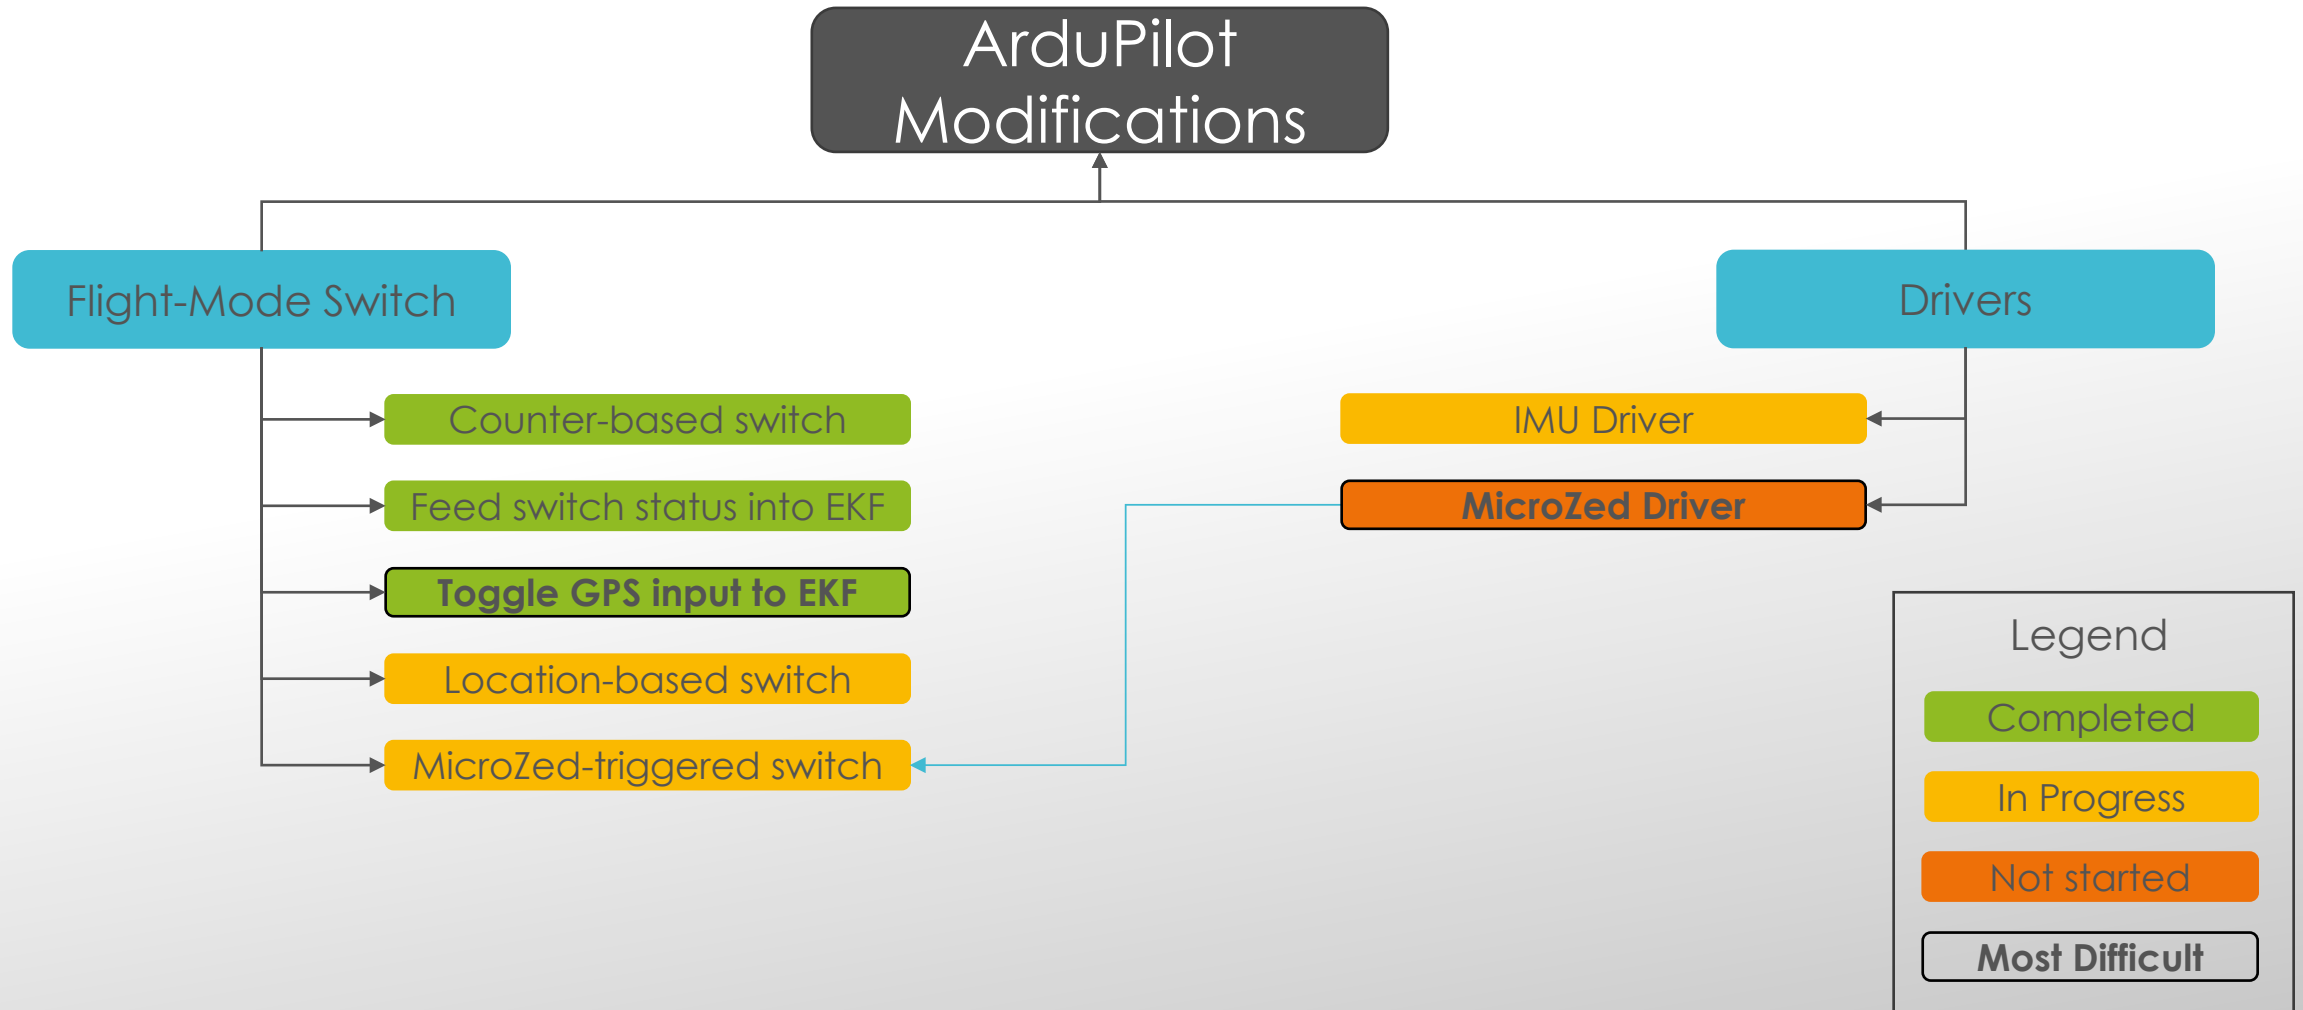 ArduPilot
Modifications
Flight-Mode Switch
Drivers
Counter-based switch
Feed switch status into EKF
Toggle GPS input to EKF
Location-based switch
MicroZed-triggered switch
IMU Driver
MicroZed Driver
Legend
Completed
In Progress
Not started
Most Difficult